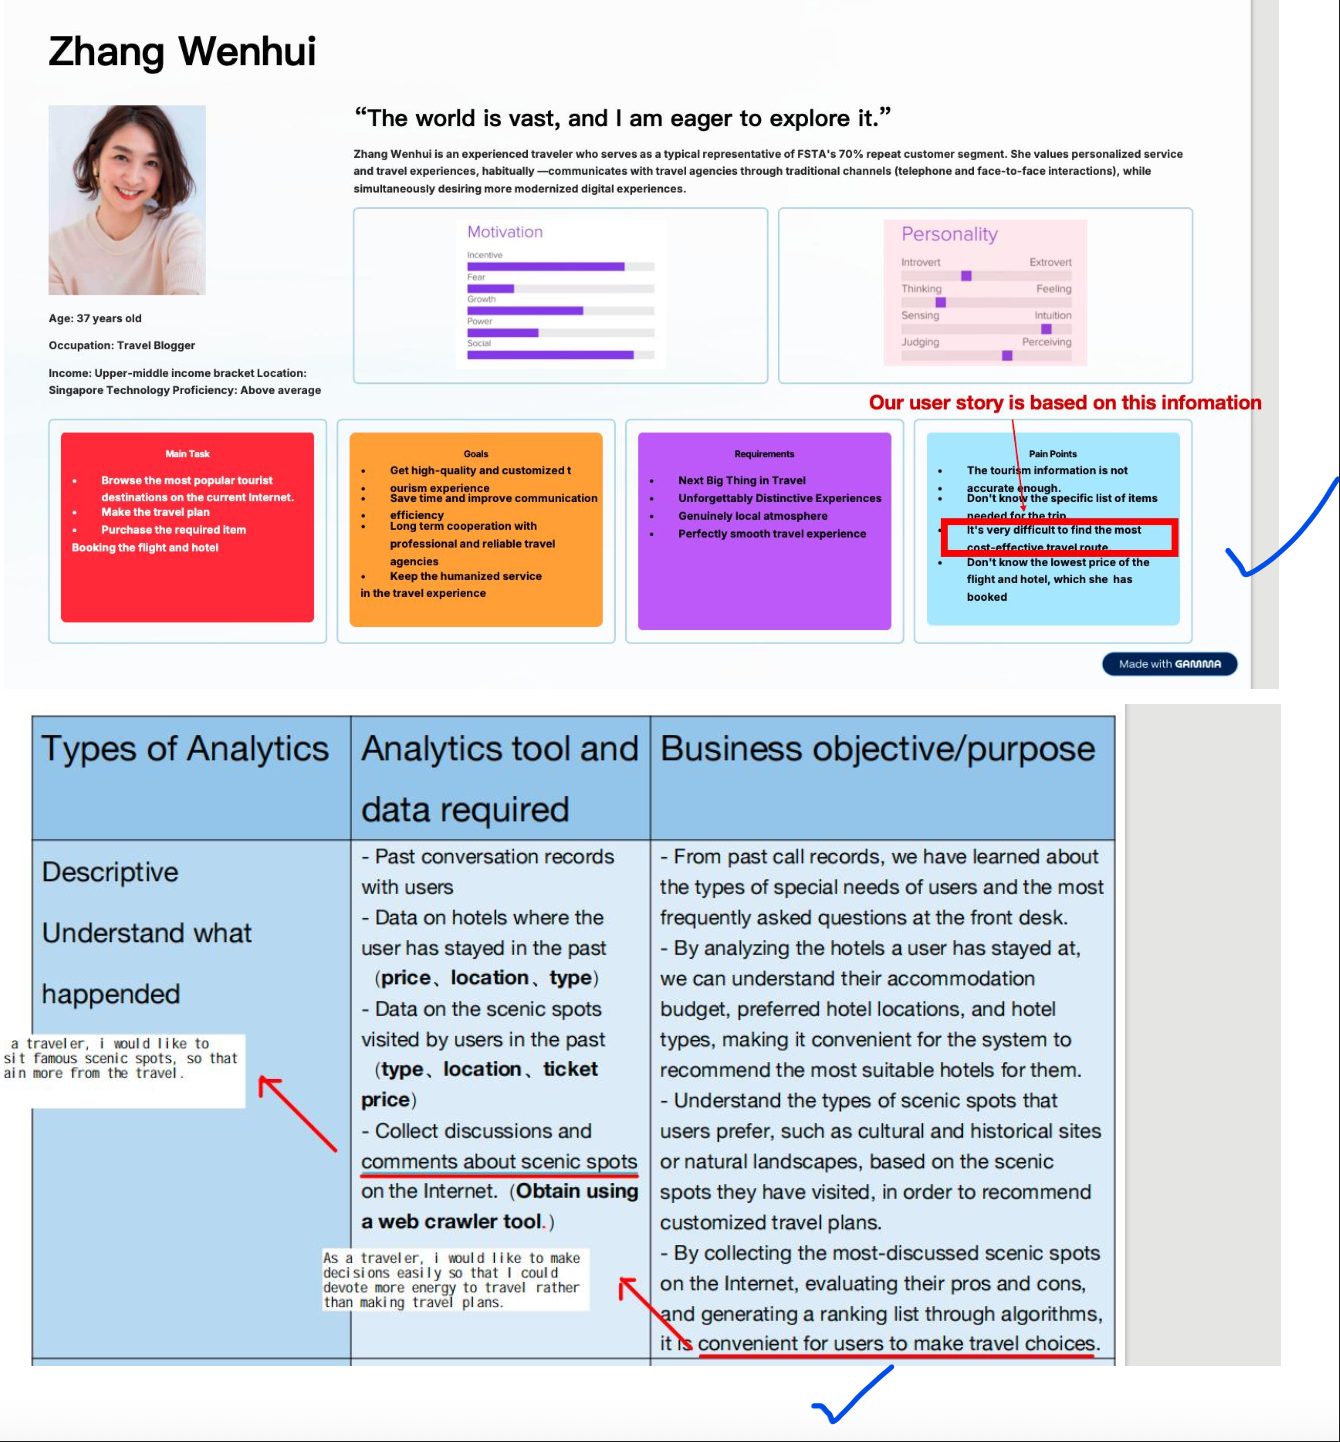 Zhang Wenhui
“The world is vast, and I am eager to explore it.”
Zhang Wenhui is an experienced traveler who serves as a typical representative of FSTA's 70% repeat customer segment. She values personalized service
and travel experiences, habitually —communicates with travel agencies through traditional channels (telephone and face-to-face interactions), while
simultaneously desiring more modernized digital experiences.
Motivation
Incentive
Fear
Growth
Power
Social
Personality
Introvert Extrovert
Thinking Feeling
Sensing Intuition
Judging Perceiving
Age: 37 years old
Occupation: Travel Blogger
Income: Upper-middle income bracket Location:
Singapore Technology Proficiency: Above average
Our user story is based on this infomation
Main Task
• Browse the most popular tourist
destinations on the current Internet.
• Make the travel plan
• Purchase the required item
Booking the flight and hotel
Goals
• Get high-quality and customized t
• ourism experience
• Save time and improve communication
efficiency
• Long term cooperation with
professional and reliable travel
agencies
• Keep the humanized service
in the travel experience
Requirements
• Next Big Thing in Travel
• Unforgettably Distinctive Experiences
• Genuinely local atmosphere
• Perfectly smooth travel experience
Pain Points
• The tourism information is not
• accurate enough.
• Don't know the specific list of items
needed for the trip
• It's very difficult to find the most
cost-effective travel route
• Don't know the lowest price of the
flight and hotel, which she has
booked
Made with GAMMA
Types of Analytics
Analytics tool and
data required
Business objective/purpose
Descriptive
Understand what
happended
a traveler, i would like to
sit famous scenic spots, so that
ain more from the travel.
- Past conversation records
with users
- Data on hotels where the
user has stayed in the past
（price、location、type）
- Data on the scenic spots
visited by users in the past
（type、location、ticket
price）
- Collect discussions and
comments about scenic spots
on the Internet.（Obtain using
a web crawler tool.）
As a traveler, i would like to make
decisions easily so that I could
devote more energy to travel rather
than making travel plans.
- From past call records, we have learned about
the types of special needs of users and the most
frequently asked questions at the front desk.
- By analyzing the hotels a user has stayed at,
we can understand their accommodation
budget, preferred hotel locations, and hotel
types, making it convenient for the system to
recommend the most suitable hotels for them.
- Understand the types of scenic spots that
users prefer, such as cultural and historical sites
or natural landscapes, based on the scenic
spots they have visited, in order to recommend
customized travel plans.
- By collecting the most-discussed scenic spots
on the Internet, evaluating their pros and cons,
and generating a ranking list through algorithms,
it is convenient for users to make travel choices.